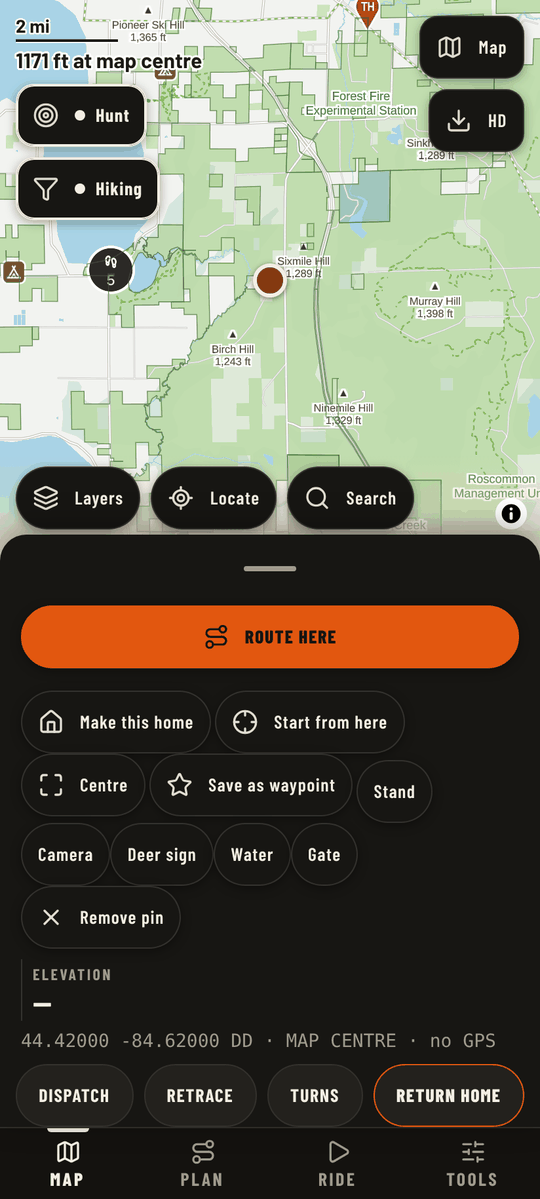 2 mi
1171 ft at map centre
Pioneer Ski Hill
1,365 ft
TH
Map
HD
Hunt
Hiking
Forest Fire
Experimental Station
1,289 ft
5
Sixmile Hill
1,289 ft
Murray Hill
1,398 ft
Birch Hill
1,243 ft
Ninemile Hill
1,329 ft
Roscommon
Management
Creek
Layers
Locate
Search
ROUTE HERE
Make this home
Start from here
Centre
Save as waypoint
Stand
Camera
Deer sign
Water
Gate
Remove pin
ELEVATION
—
44.42000 -84.62000 DD · MAP CENTRE · no GPS
DISPATCH
RETRACE
TURNS
RETURN HOME
MAP
PLAN
RIDE
TOOLS